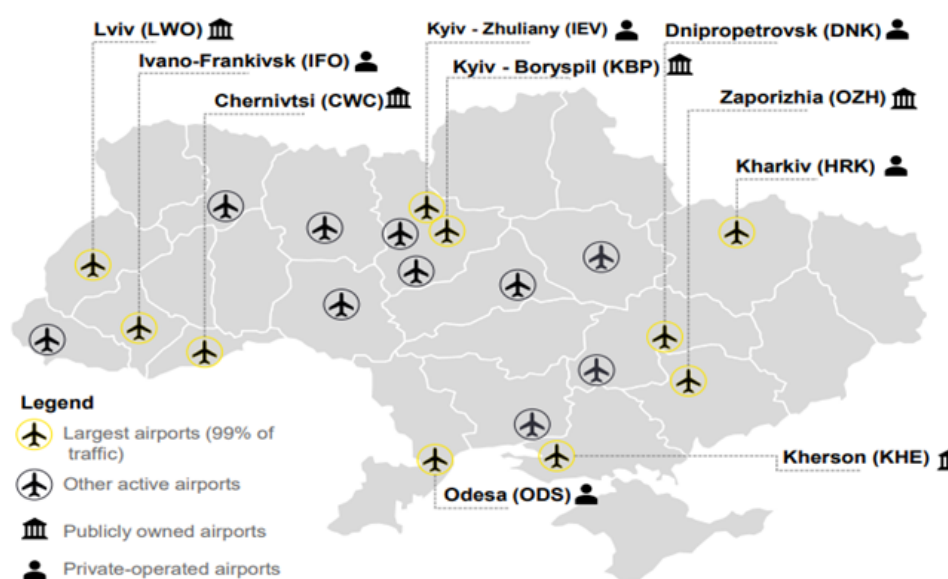 Lviv (LWO)
Ivano-Frankivsk (IFO)
Chernivtsi (CWC)
Kyiv - Zhuliany (IEV)
Kyiv - Boryspil (KBP)
Dnipropetrovsk (DNK)
Zaporizhia (OZH)
Kharkiv (HRK)
Kherson (KHE)
Odesa (ODS)
Legend
Largest airports (99% of
traffic)
Other active airports
Publicly owned airports
Private-operated airports